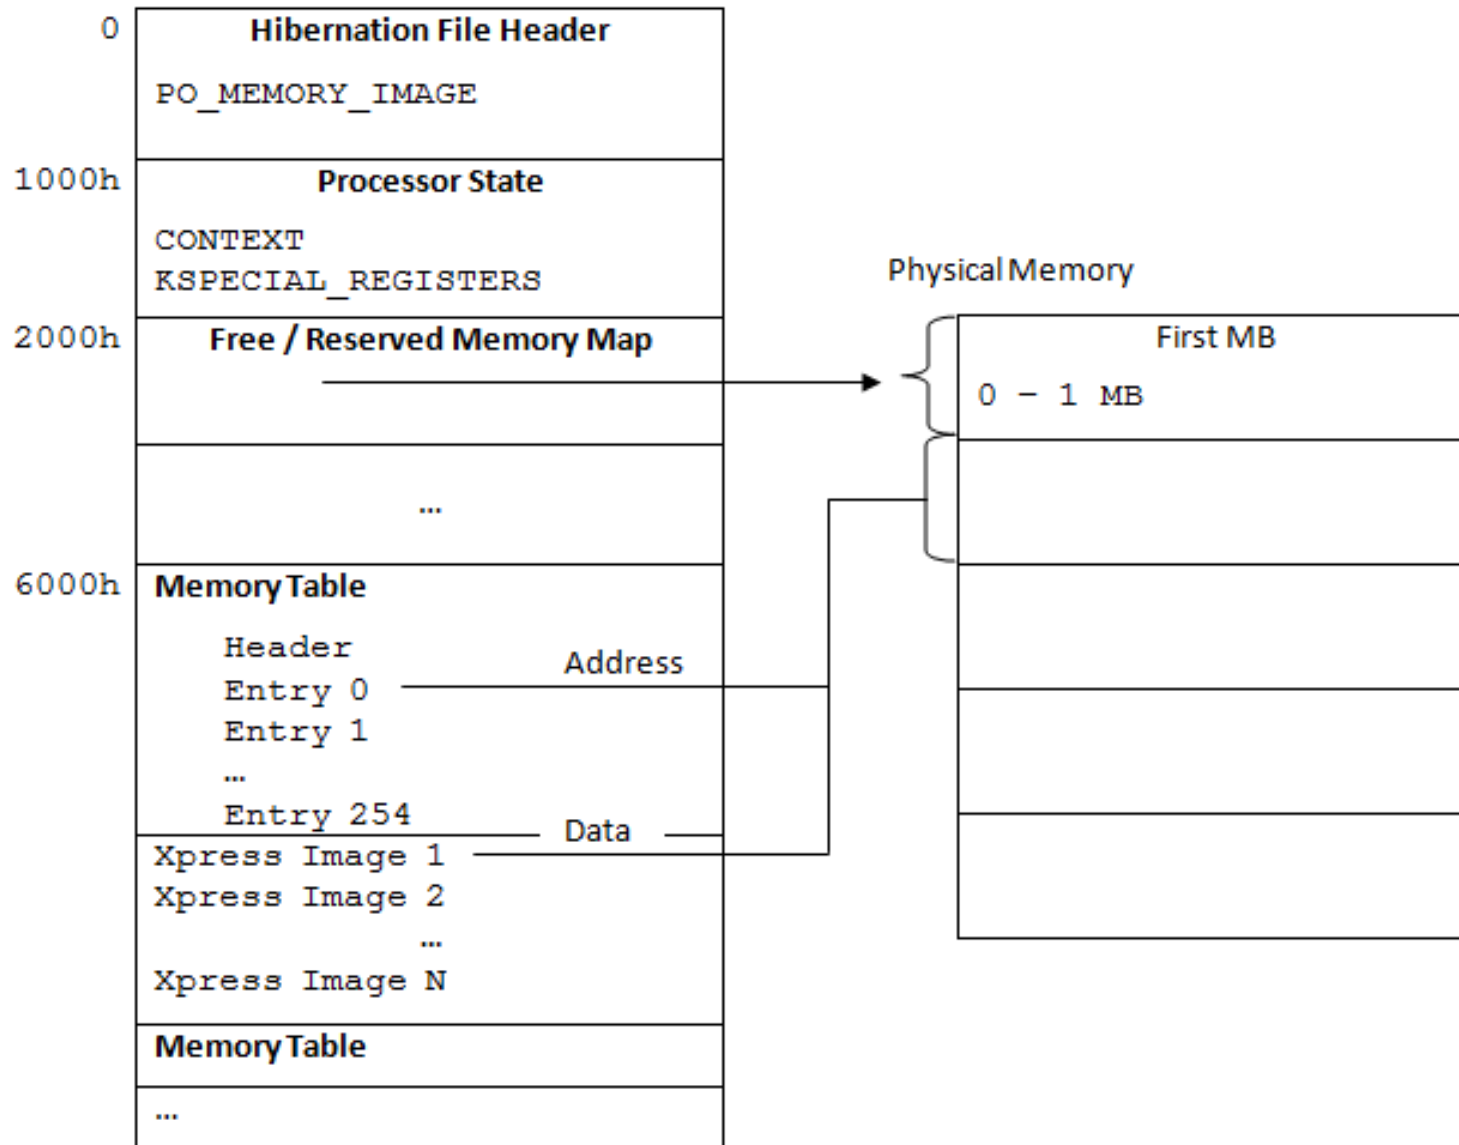 0
Hibernation File Header
PO_MEMORY_IMAGE
1000h
Processor State
CONTEXT
KSPECIAL_REGISTERS
2000h
Free / Reserved Memory Map
…
6000h
Memory Table
Header
Entry 0
Address
Entry 1
…
Entry 254
Data
Xpress Image 1
Xpress Image 2
…
Xpress Image N
Memory Table
…
Physical Memory
First MB
0 – 1 MB